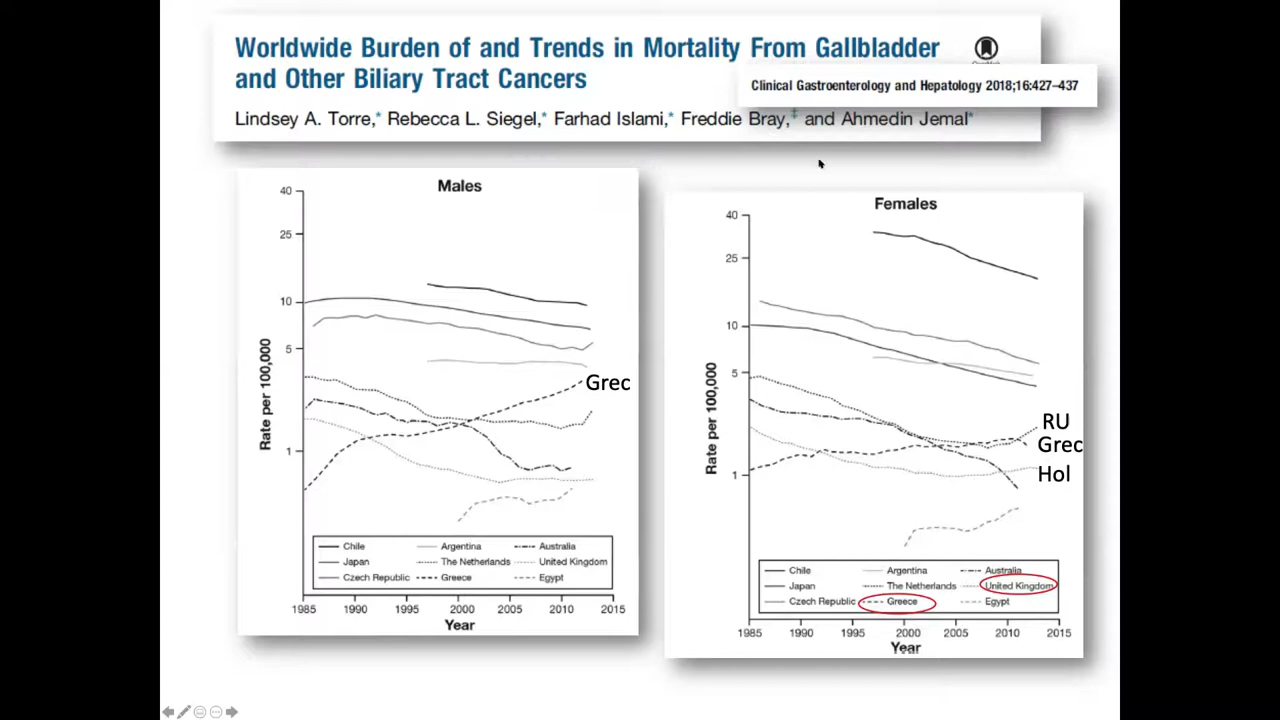 Worldwide Burden of and Trends in Mortality From Gallbladder
and Other Biliary Tract Cancers
Clinical Gastroenterology and Hepatology 2018;16:427–437
Lindsey A. Torre,* Rebecca L. Siegel,* Farhad Islami,* Freddie Bray,‡ and Ahmedin Jemal*
Males
40
25
10
5
1
Rate per 100,000
Grec
Chile
Argentina
Australia
Japan
The Netherlands
United Kingdom
Czech Republic
Greece
Egypt
1985 1990 1995 2000 2005 2010 2015
Year
Females
40
25
10
5
1
Rate per 100,000
RU
Grec
Hol
Chile
Argentina
Australia
Japan
The Netherlands
United Kingdom
Czech Republic
Greece
Egypt
1985 1990 1995 2000 2005 2010 2015
Year